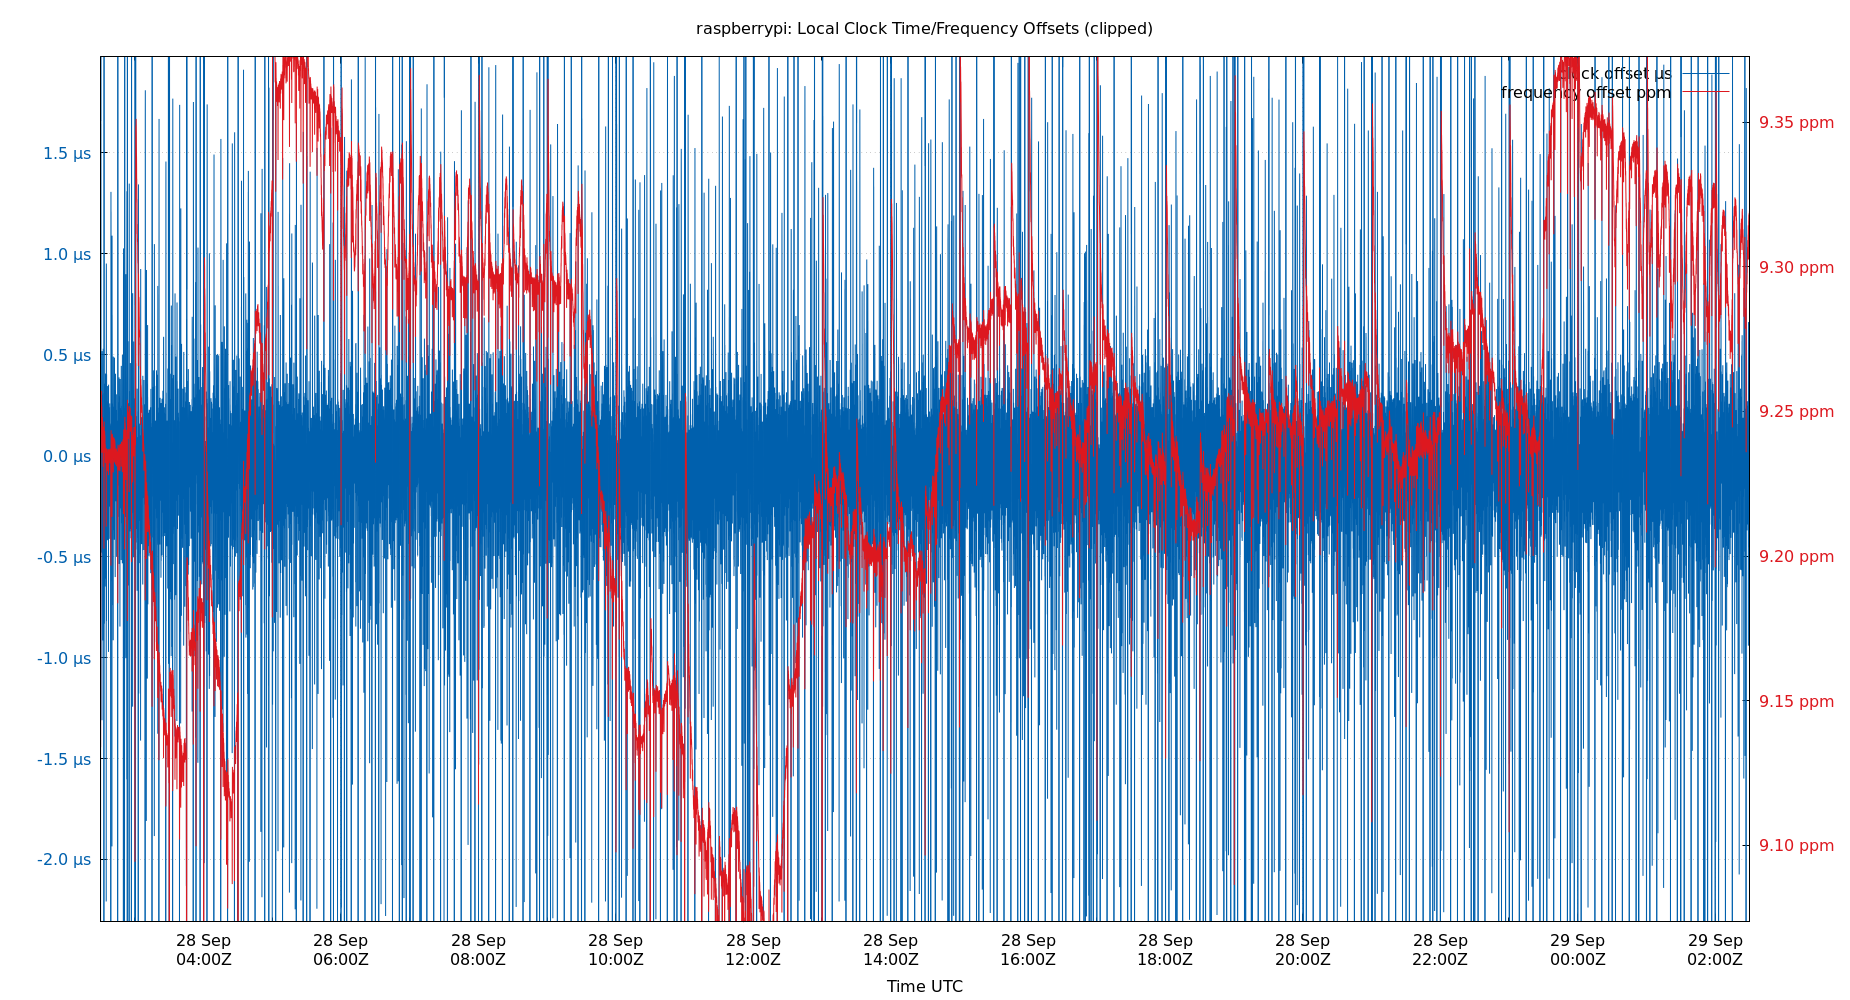 raspberrypi: Local Clock Time/Frequency Offsets (clipped)
clock offset µs
frequency offset ppm
1.5 µs
1.0 µs
0.5 µs
0.0 µs
-0.5 µs
-1.0 µs
-1.5 µs
-2.0 µs
9.35 ppm
9.30 ppm
9.25 ppm
9.20 ppm
9.15 ppm
9.10 ppm
28 Sep 28 Sep 28 Sep 28 Sep 28 Sep 28 Sep 28 Sep 28 Sep 28 Sep 28 Sep 29 Sep 29 Sep
04:00Z 06:00Z 08:00Z 10:00Z 12:00Z 14:00Z 16:00Z 18:00Z 20:00Z 22:00Z 00:00Z 02:00Z
Time UTC